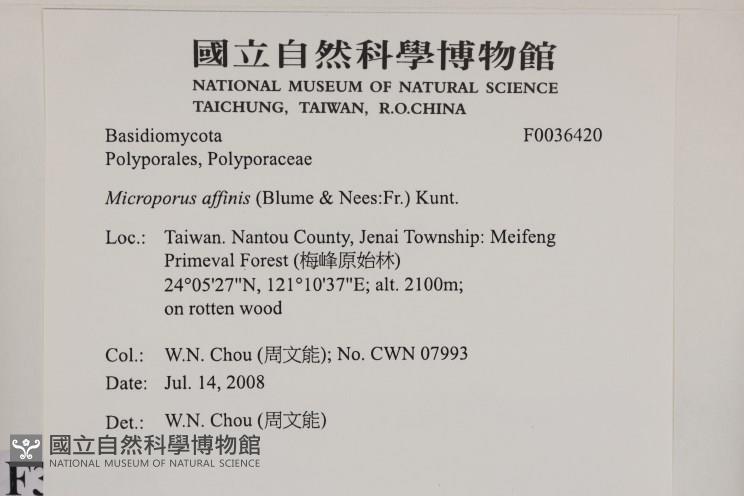 國立自然科學博物館
NATIONAL MUSEUM OF NATURAL SCIENCE
TAICHUNG, TAIWAN, R.O.CHINA
Basidiomycota F0036420
Polyporales, Polyporaceae
Microporus affinis (Blume & Nees:Fr.) Kunt.
Loc.: Taiwan. Nantou County, Jenai Township: Meifeng
Primeval Forest (梅峰原始林)
24°05'27"N, 121°10'37"E; alt. 2100m;
on rotten wood
Col.: W.N. Chou (周文能); No. CWN 07993
Date: Jul. 14, 2008
Det.: W.N. Chou (周文能)
國立自然科學博物館
NATIONAL MUSEUM OF NATURAL SCIENCE